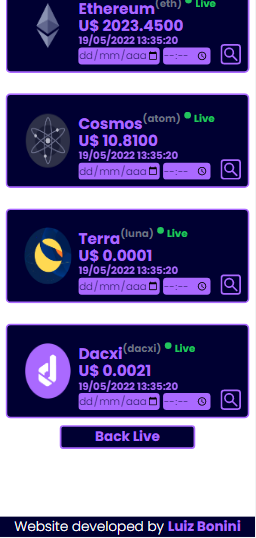 Ethereum(eth) Live
U$ 2023.4500
19/05/2022 13:35:20
dd/mm/aaa --:--
Cosmos(atom) Live
U$ 10.8100
19/05/2022 13:35:20
dd/mm/aaa --:--
Terra(luna) Live
U$ 0.0001
19/05/2022 13:35:20
dd/mm/aaa --:--
Dacxi(dacxi) Live
U$ 0.0021
19/05/2022 13:35:20
dd/mm/aaa --:--
Back Live
Website developed by Luiz Bonini